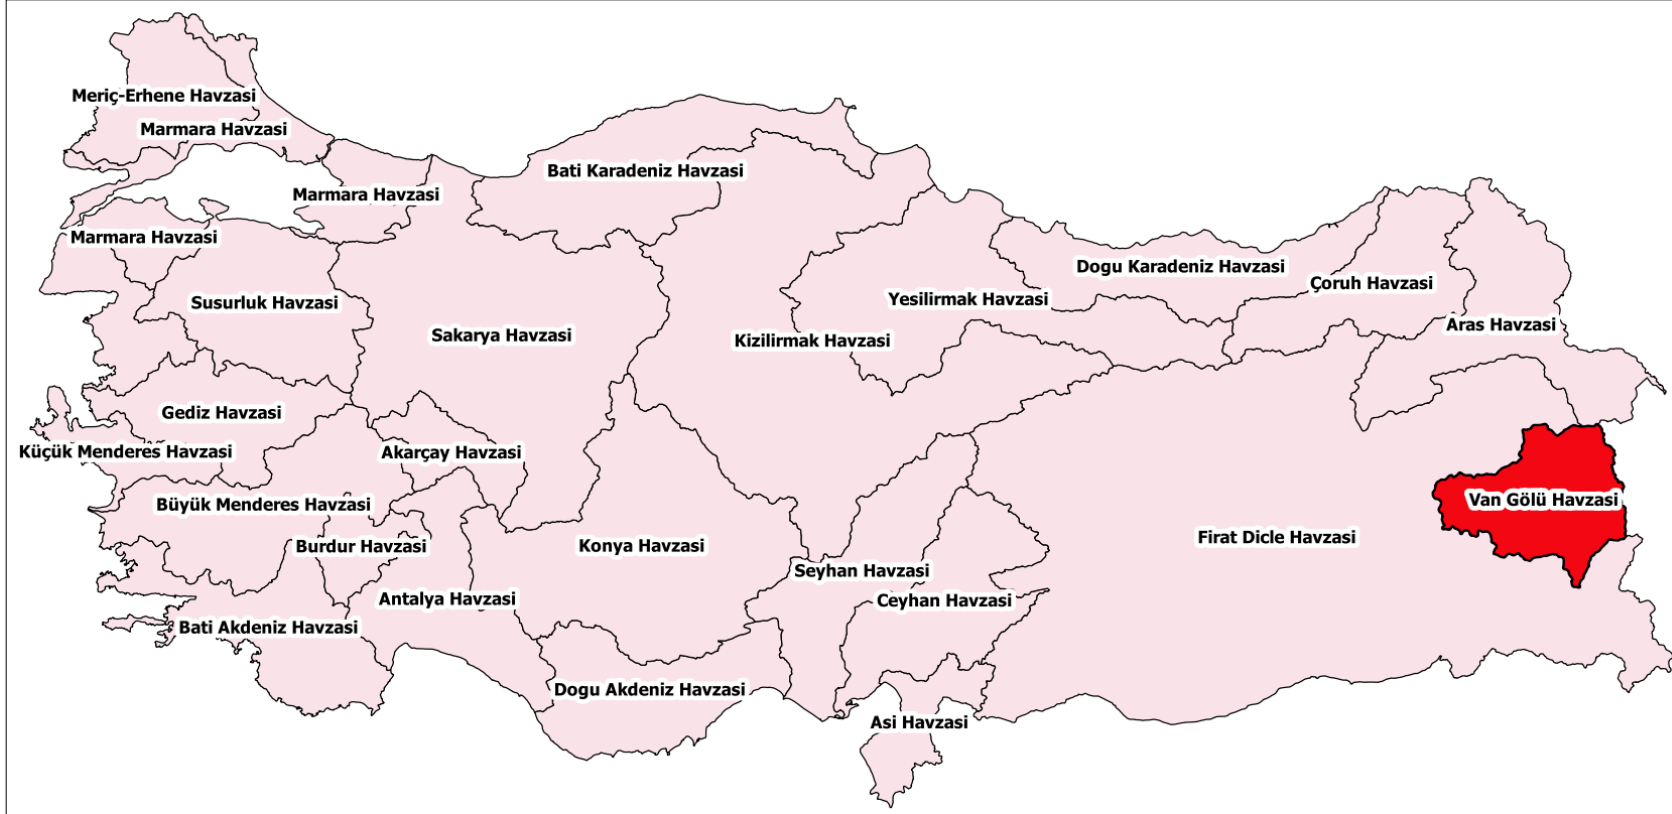 Meriç-Erhene Havzasi
Marmara Havzasi
Bati Karadeniz Havzasi
Marmara Havzasi
Marmara Havzasi
Dogu Karadeniz Havzasi
Çoruh Havzasi
Susurluk Havzasi
Yesilirmak Havzasi
Aras Havzasi
Sakarya Havzasi
Kizilirmak Havzasi
Gediz Havzasi
Küçük Menderes Havzasi
Akarçay Havzasi
Van Gölü Havzasi
Büyük Menderes Havzasi
Firat Dicle Havzasi
Burdur Havzasi
Konya Havzasi
Seyhan Havzasi
Antalya Havzasi
Ceyhan Havzasi
Bati Akdeniz Havzasi
Dogu Akdeniz Havzasi
Asi Havzasi